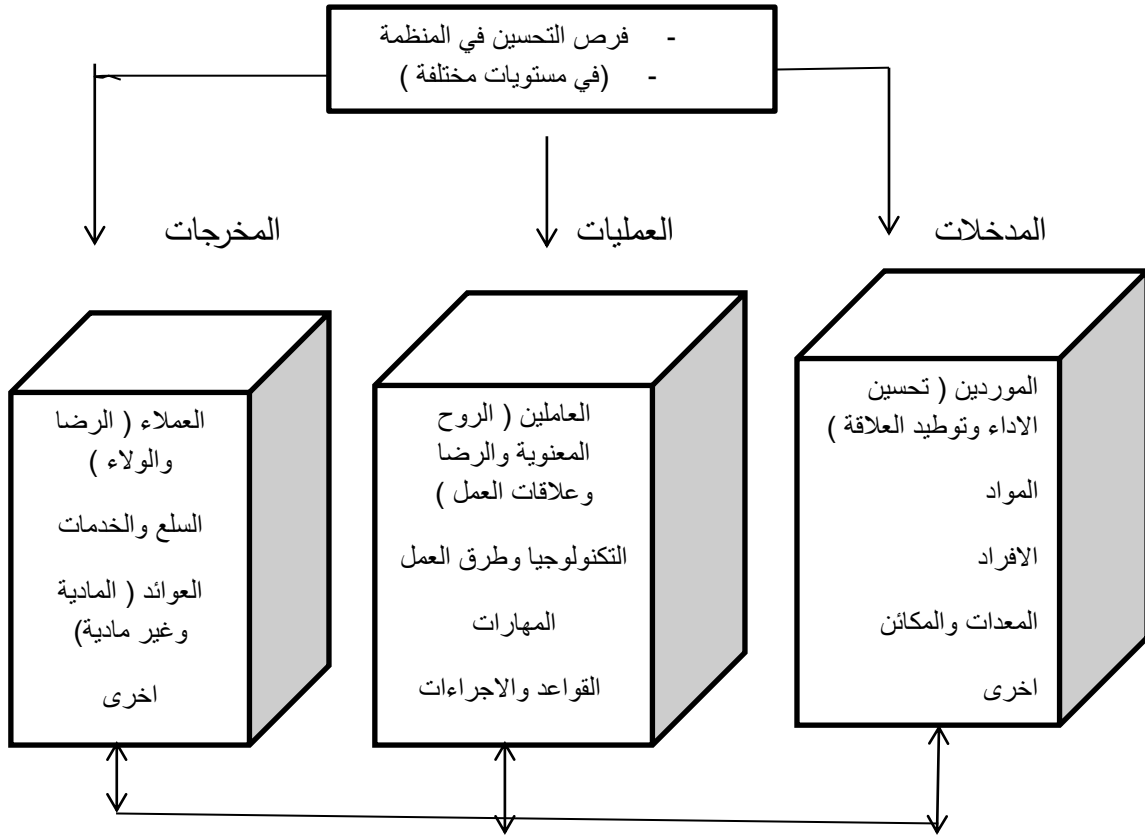 - فرص التحسين في المنظمة
- (في مستويات مختلفة )
المدخلات
العمليات
المخرجات
الموردين ( تحسين
الاداء وتوطيد العلاقة )
المواد
الافراد
المعدات والمكائن
اخرى
العاملين ( الروح
المعنوية والرضا
وعلاقات العمل )
التكنولوجيا وطرق العمل
المهارات
القواعد والاجراءات
العملاء ( الرضا
والولاء )
السلع والخدمات
العوائد ( المادية
وغير مادية)
اخرى